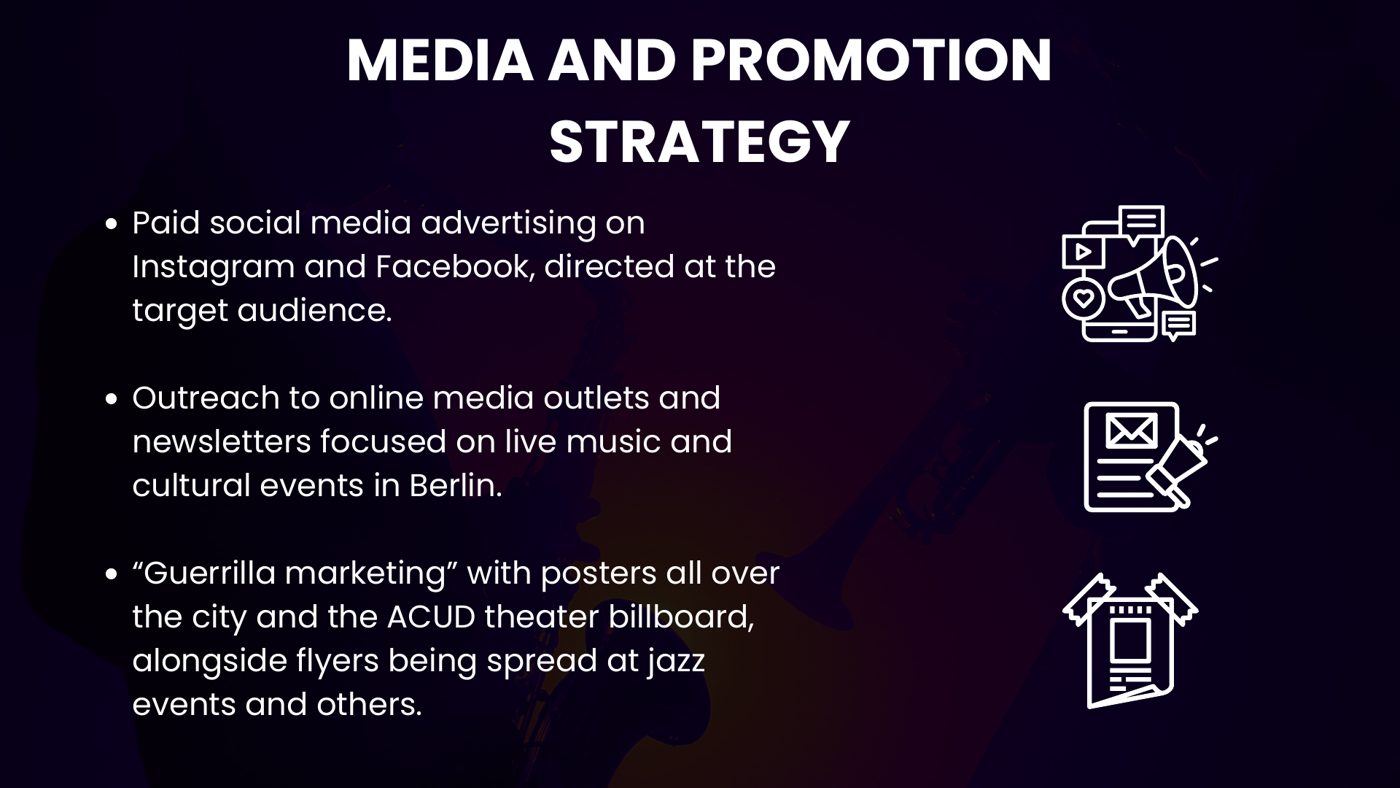 MEDIA AND PROMOTION
STRATEGY
• Paid social media advertising on
Instagram and Facebook, directed at the
target audience.
• Outreach to online media outlets and
newsletters focused on live music and
cultural events in Berlin.
• “Guerrilla marketing” with posters all over
the city and the ACUD theater billboard,
alongside flyers being spread at jazz
events and others.